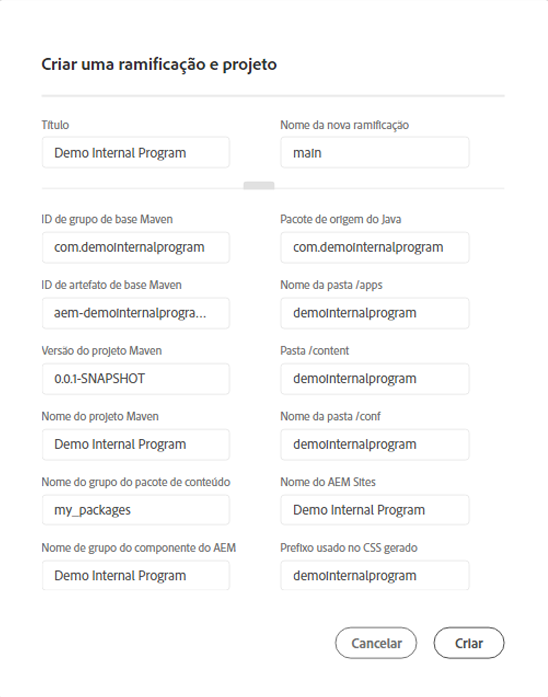 Criar uma ramificação e projeto
Título
Nome da nova ramificação
Demo Internal Program
main
ID de grupo de base Maven
Pacote de origem do Java
com.demointernalprogram
com.demointernalprogram
ID de artefato de base Maven
Nome da pasta /apps
aem-demointernalprogra...
demointernalprogram
Versão do projeto Maven
Pasta /content
0.0.1-SNAPSHOT
demointernalprogram
Nome do projeto Maven
Nome da pasta /conf
Demo Internal Program
demointernalprogram
Nome do grupo do pacote de conteúdo
Nome do AEM Sites
my_packages
Demo Internal Program
Nome de grupo do componente do AEM
Prefixo usado no CSS gerado
Demo Internal Program
demointernalprogram
Cancelar
Criar